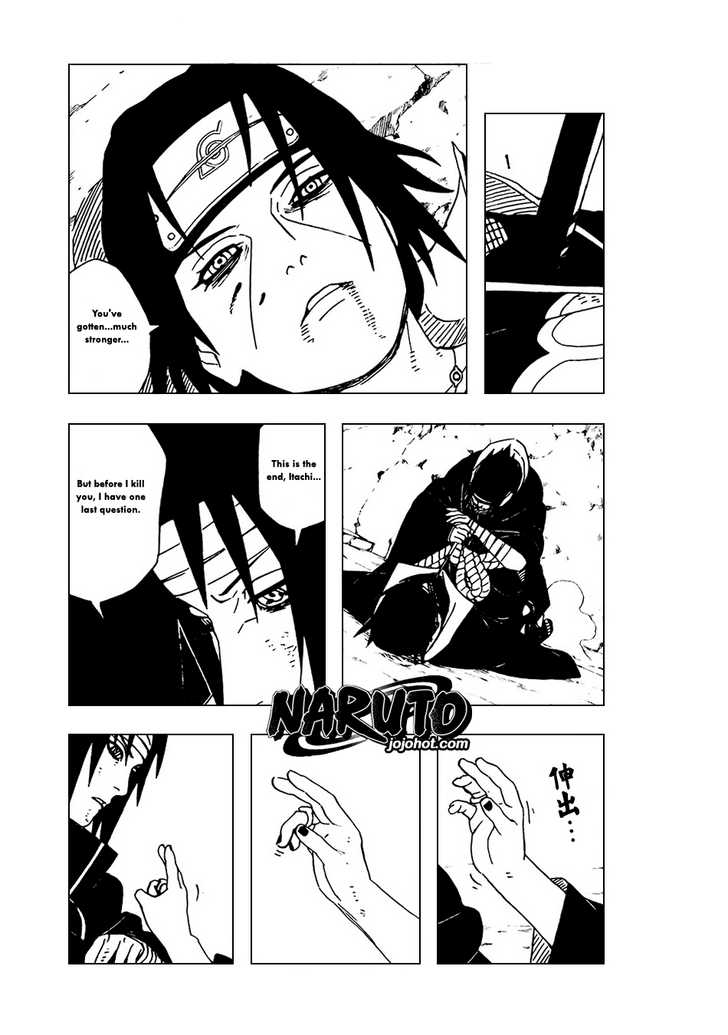 You've
gotten...much
stronger...
This is the
end, Itachi...
But before I kill
you, I have one
last question.
NARUTO
jojohot.com
伸出...